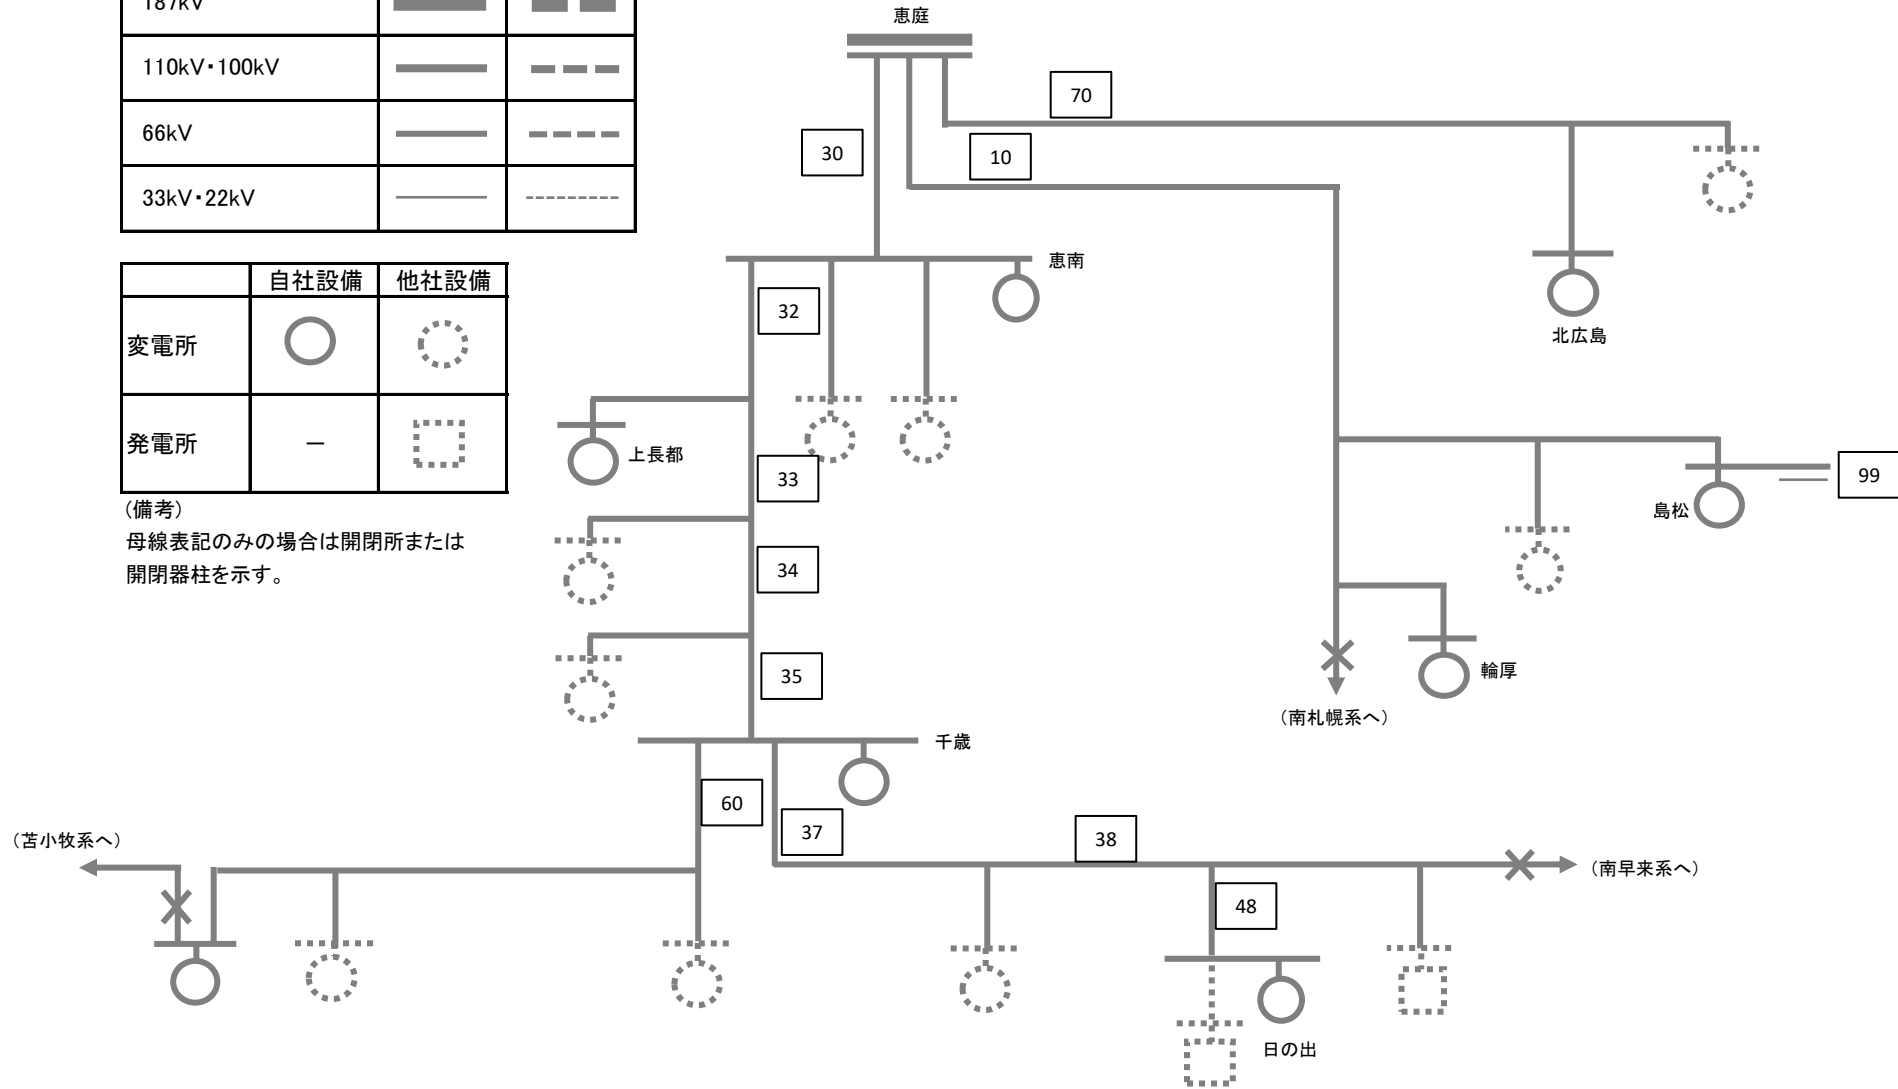 187kV
110kV・100kV
66kV
33kV・22kV
自社設備 他社設備
変電所
発電所 －
(備考)
母線表記のみの場合は開閉所または
開閉器柱を示す。
恵庭
70
30
10
恵南
32
北広島
上長都
33
99
島松
34
輪厚
35
（南札幌系へ）
千歳
60
37
38
（苫小牧系へ）
（南早来系へ）
48
日の出